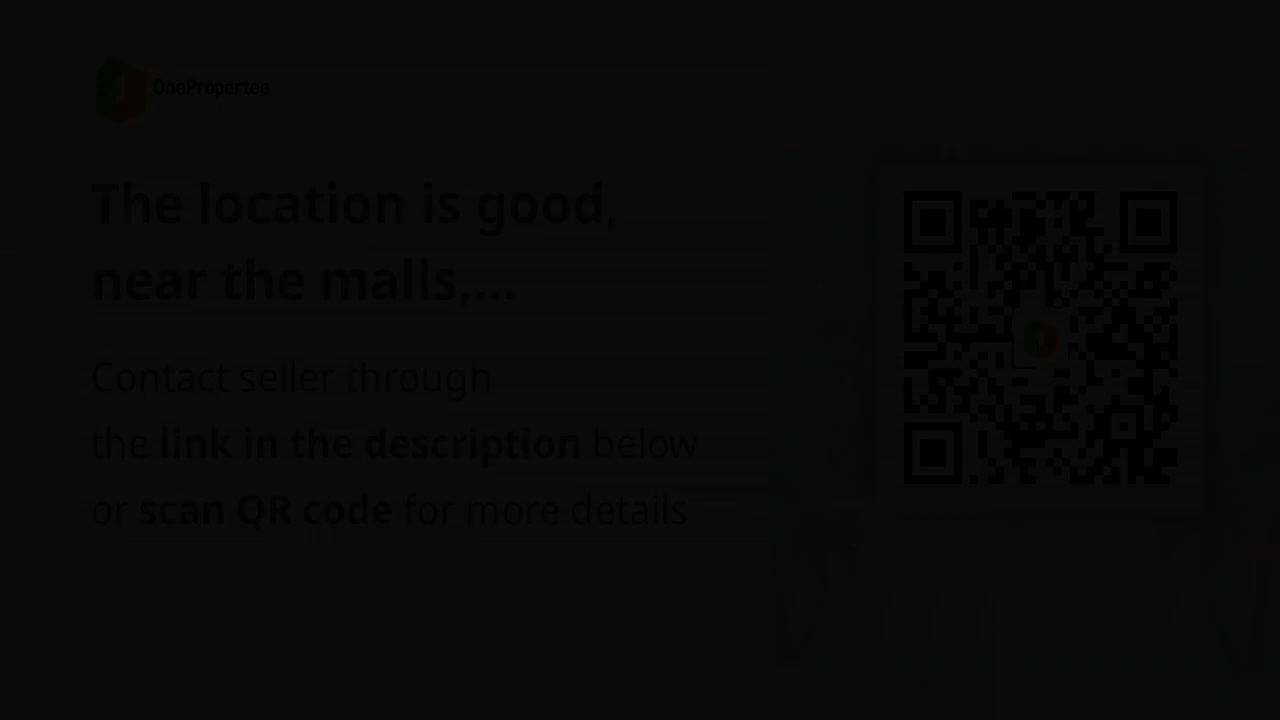 OnePropertee
The location is good,
near the malls,...
Contact seller through
the link in the description below
or scan QR code for more details